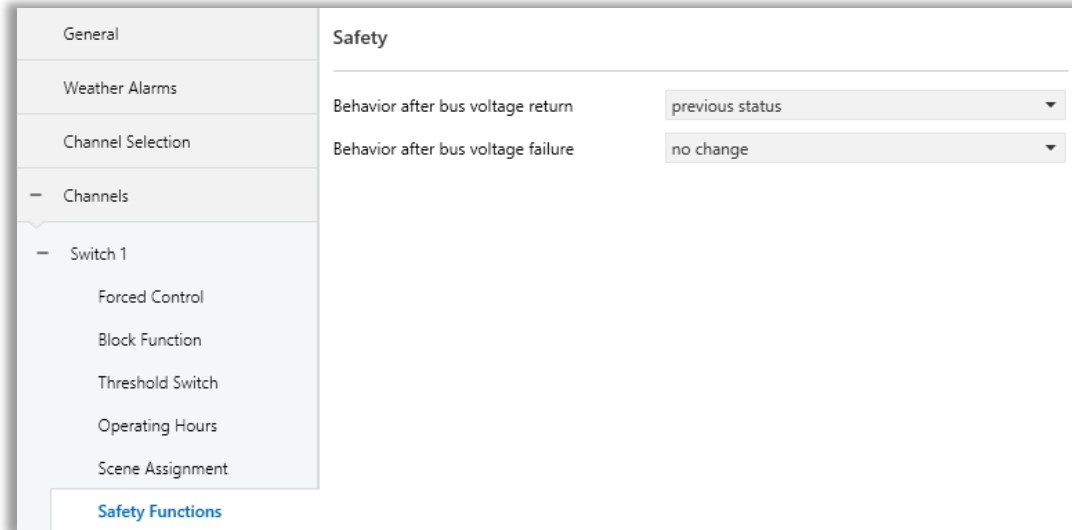 General
Weather Alarms
Channel Selection
Channels
Switch 1
Forced Control
Block Function
Threshold Switch
Operating Hours
Scene Assignment
Safety Functions
Safety
Behavior after bus voltage return previous status
Behavior after bus voltage failure no change